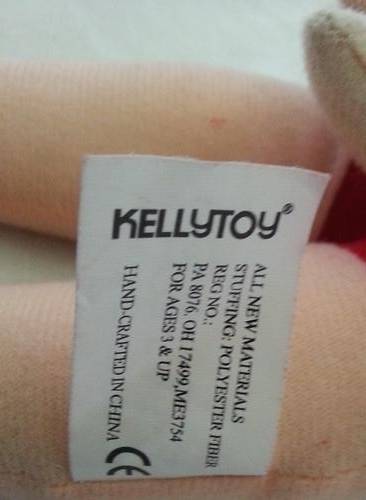 KELLYTOY®
ALL NEW MATERIALS
STUFFING: POLYESTER FIBER
REG NO.:
PA 8076, OH 17499,ME3754
FOR AGES 3 & UP
HAND-CRAFTED IN CHINA CE